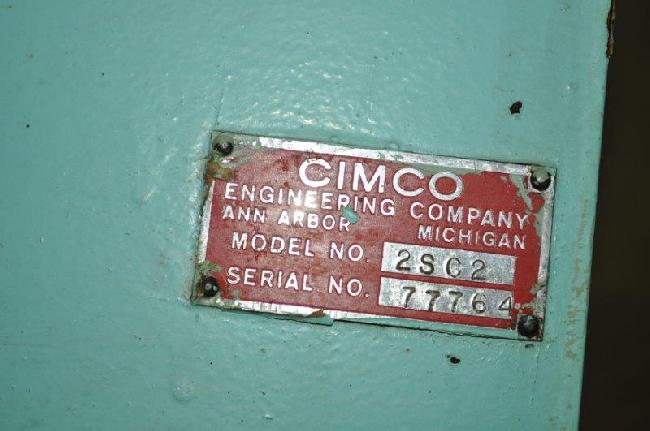 CIMCO
ENGINEERING COMPANY
ANN ARBOR MICHIGAN
MODEL NO. 2SC2
SERIAL NO. 77764